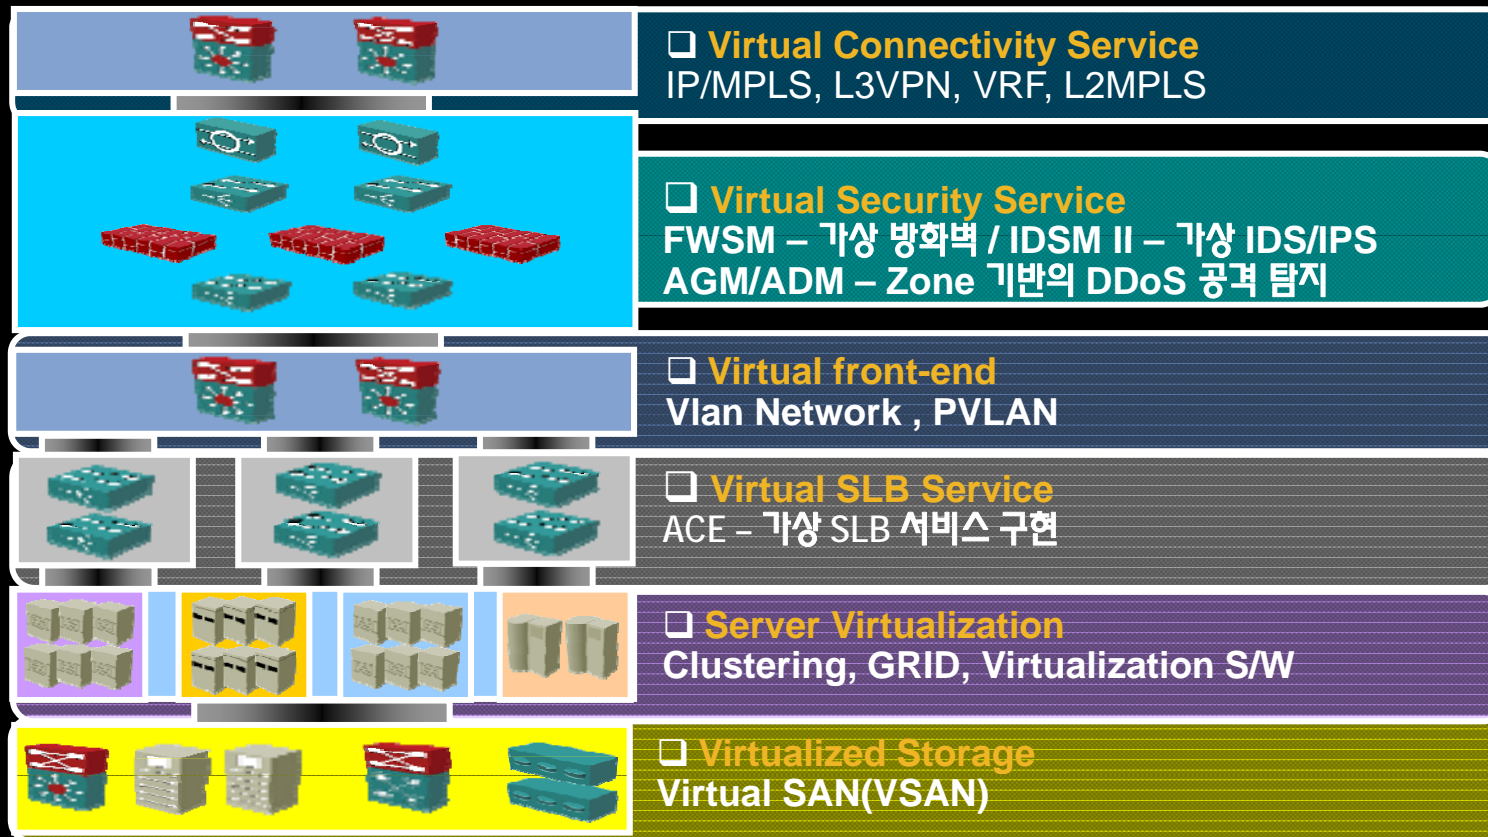 ❑ Virtual Connectivity Service
IP/MPLS, L3VPN, VRF, L2MPLS
❑ Virtual Security Service
FWSM – 가상 방화벽 / IDSM II – 가상 IDS/IPS
AGM/ADM – Zone 기반의 DDoS 공격 탐지
❑ Virtual front-end
Vlan Network , PVLAN
❑ Virtual SLB Service
ACE – 가상 SLB 서비스 구현
❑ Server Virtualization
Clustering, GRID, Virtualization S/W
❑ Virtualized Storage
Virtual SAN(VSAN)